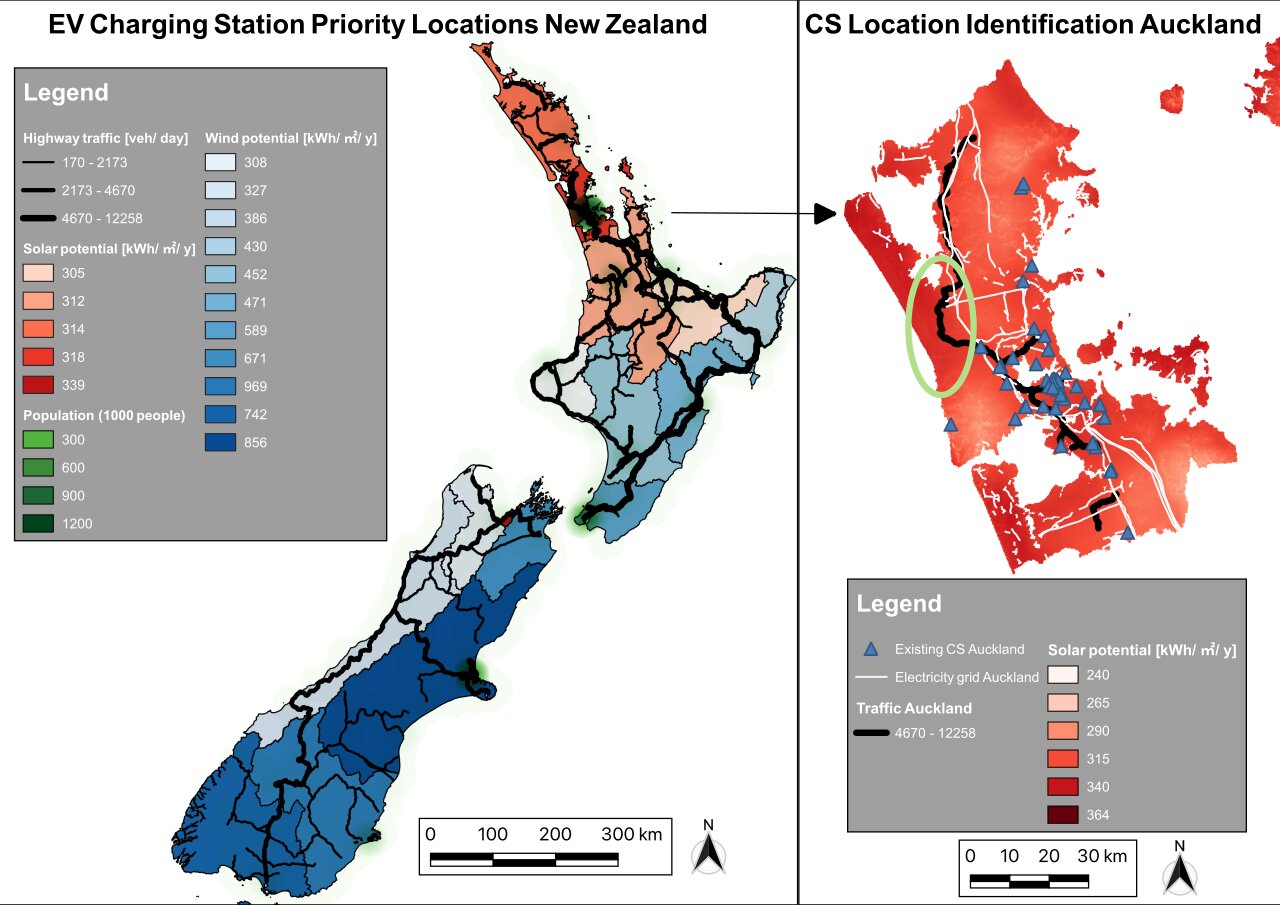 EV Charging Station Priority Locations New Zealand
Legend
Highway traffic [veh/ day]
170 - 2173
2173 - 4670
4670 - 12258
Solar potential [kWh/ ㎡/ y]
305
312
314
318
339
Population (1000 people)
300
600
900
1200
Wind potential [kWh/ ㎡/ y]
308
327
386
430
452
471
589
671
969
742
856
0 100 200 300 km
N
CS Location Identification Auckland
Legend
Existing CS Auckland
Electricity grid Auckland
Traffic Auckland
4670 - 12258
Solar potential [kWh/ ㎡/ y]
240
265
290
315
340
364
0 10 20 30 km
N